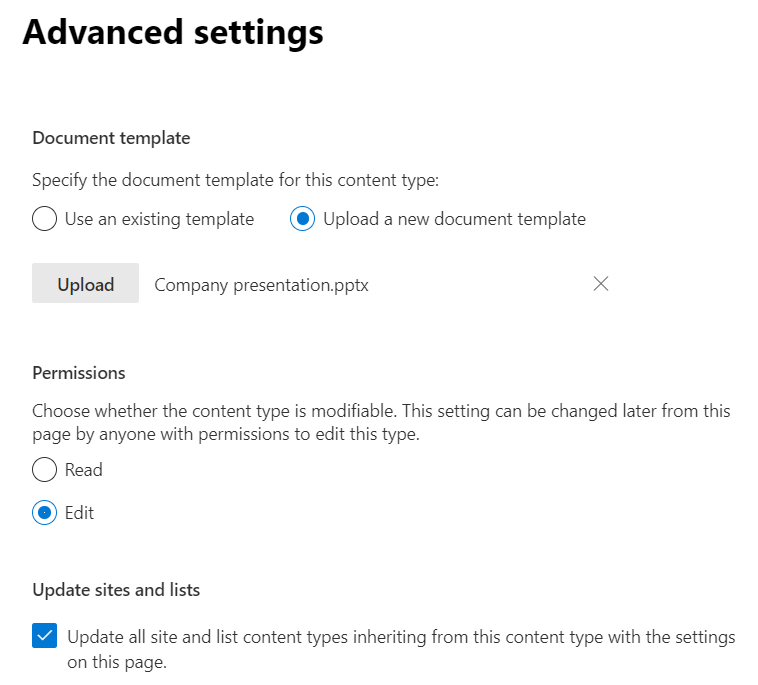 Advanced settings
Document template
Specify the document template for this content type:
Use an existing template Upload a new document template
Upload Company presentation.pptx
Permissions
Choose whether the content type is modifiable. This setting can be changed later from this
page by anyone with permissions to edit this type.
Read
Edit
Update sites and lists
Update all site and list content types inheriting from this content type with the settings
on this page.